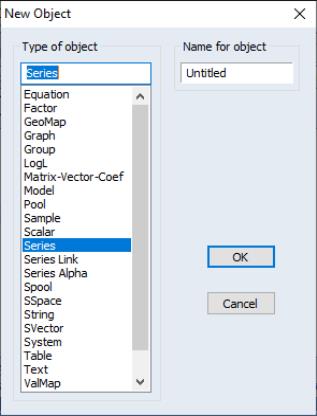 New Object
Type of object
Name for object
Series
Untitled
Equation
Factor
GeoMap
Graph
Group
LogL
Matrix-Vector-Coef
Model
Pool
Sample
Scalar
Series
Series Link
Series Alpha
Spool
SSpace
String
SVector
System
Table
Text
ValMap
OK
Cancel